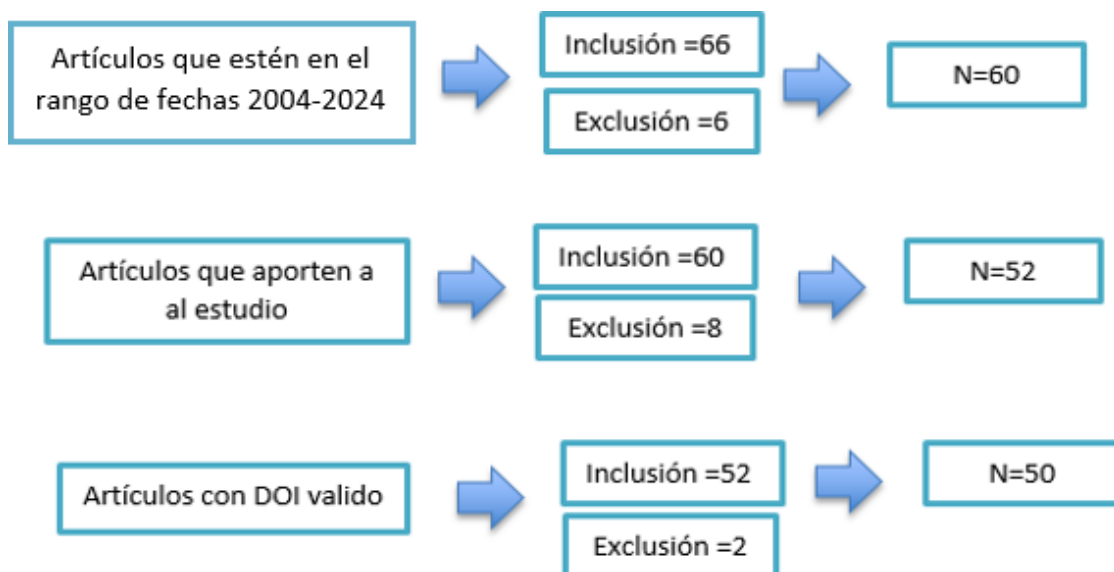 Artículos que estén en el
rango de fechas 2004-2024
Inclusión =66
Exclusión =6
N=60
Artículos que aporten a
al estudio
Inclusión =60
Exclusión =8
N=52
Artículos con DOI valido
Inclusión =52
Exclusión =2
N=50